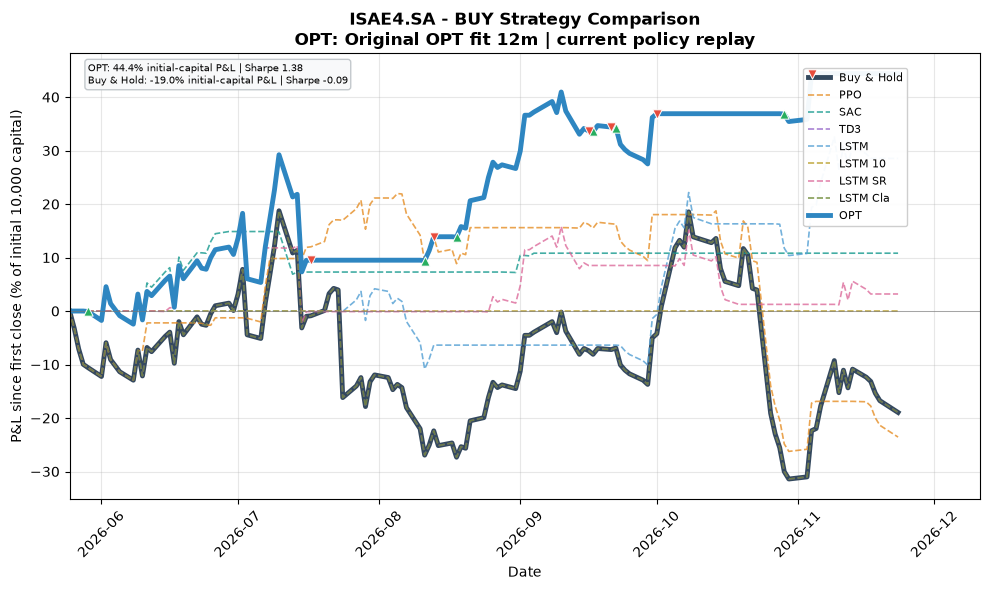 ISAE4.SA - BUY Strategy Comparison
OPT: Original OPT fit 12m | current policy replay
OPT: 44.4% initial-capital P&L | Sharpe 1.38
Buy & Hold: -19.0% initial-capital P&L | Sharpe -0.09
Buy & Hold
PPO
SAC
TD3
LSTM
LSTM 10
LSTM SR
LSTM Cla
OPT
P&L since first close (% of initial 10,000 capital)
40
30
20
10
0
−10
−20
−30
2026-06
2026-07
2026-08
2026-09
2026-10
2026-11
2026-12
Date